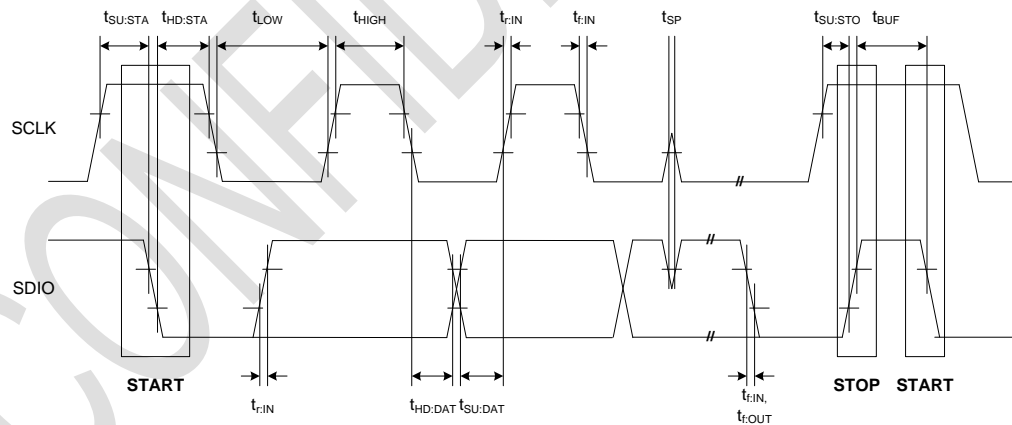 tSU:STA tHD:STA tLOW tHIGH tr:IN tf:IN tSP tSU:STO tBUF
SCLK
SDIO
START STOP START
tr:IN tHD:DAT tSU:DAT tf:IN,
tf:OUT
CONFID